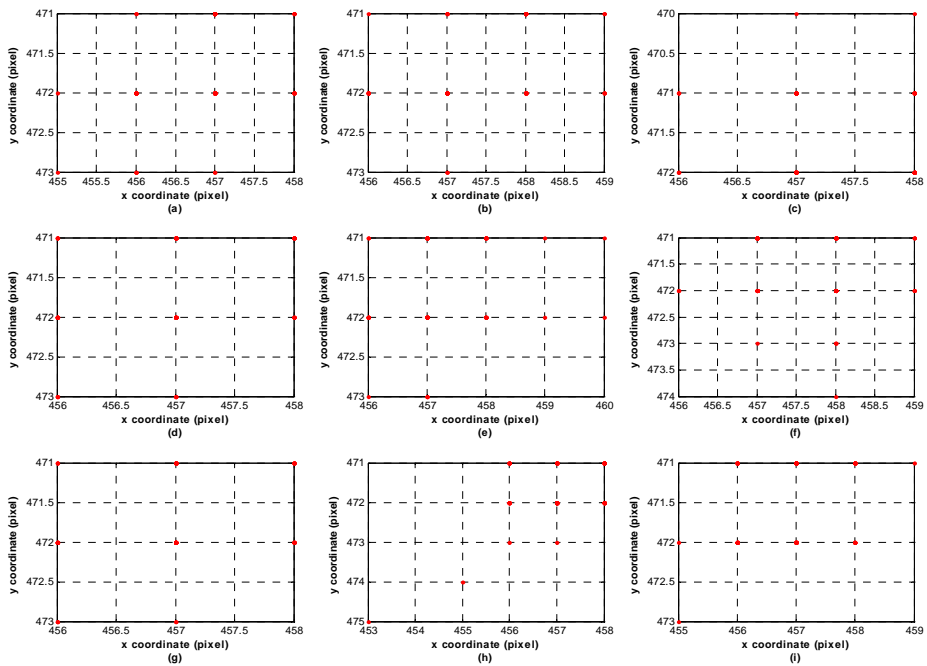 471
471.5
472
472.5
473
455 455.5 456 456.5 457 457.5 458
y coordinate (pixel)
x coordinate (pixel)
(a)
471
471.5
472
472.5
473
456 456.5 457 457.5 458 458.5 459
y coordinate (pixel)
x coordinate (pixel)
(b)
470
470.5
471
471.5
472
456 456.5 457 457.5 458
y coordinate (pixel)
x coordinate (pixel)
(c)
471
471.5
472
472.5
473
456 456.5 457 457.5 458
y coordinate (pixel)
x coordinate (pixel)
(d)
471
471.5
472
472.5
473
456 457 458 459 460
y coordinate (pixel)
x coordinate (pixel)
(e)
471
471.5
472
472.5
473
473.5
474
456 456.5 457 457.5 458 458.5 459
y coordinate (pixel)
x coordinate (pixel)
(f)
471
471.5
472
472.5
473
456 456.5 457 457.5 458
y coordinate (pixel)
x coordinate (pixel)
(g)
471
472
473
474
475
453 454 455 456 457 458
y coordinate (pixel)
x coordinate (pixel)
(h)
471
471.5
472
472.5
473
455 456 457 458 459
y coordinate (pixel)
x coordinate (pixel)
(i)